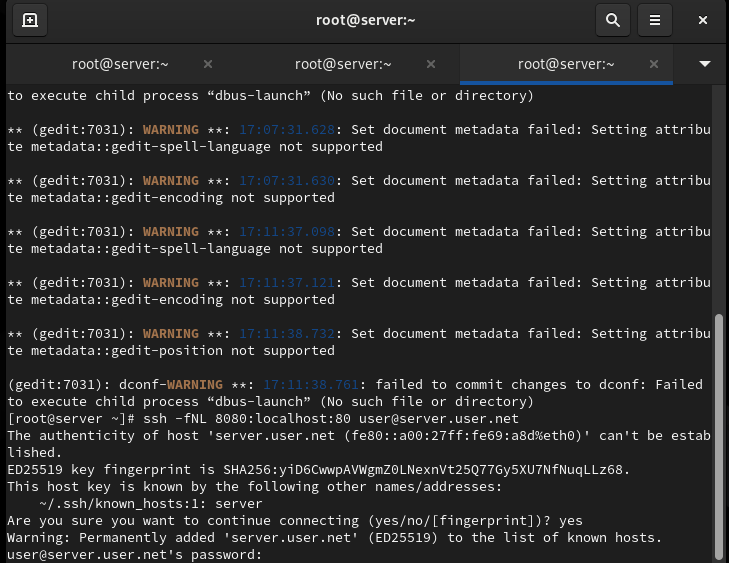 root@server:~
root@server:~
root@server:~
root@server:~
to execute child process “dbus-launch” (No such file or directory)
** (gedit:7031): WARNING **: 17:07:31.628: Set document metadata failed: Setting attribu
te metadata::gedit-spell-language not supported
** (gedit:7031): WARNING **: 17:07:31.630: Set document metadata failed: Setting attribu
te metadata::gedit-encoding not supported
** (gedit:7031): WARNING **: 17:11:37.098: Set document metadata failed: Setting attribu
te metadata::gedit-spell-language not supported
** (gedit:7031): WARNING **: 17:11:37.121: Set document metadata failed: Setting attribu
te metadata::gedit-encoding not supported
** (gedit:7031): WARNING **: 17:11:38.732: Set document metadata failed: Setting attribu
te metadata::gedit-position not supported
(gedit:7031): dconf-WARNING **: 17:11:38.761: failed to commit changes to dconf: Failed
to execute child process “dbus-launch” (No such file or directory)
[root@server ~]# ssh -fNL 8080:localhost:80 user@server.user.net
The authenticity of host 'server.user.net (fe80::a00:27ff:fe69:a8d%eth0)' can't be estab
lished.
ED25519 key fingerprint is SHA256:yiD6CwwpAVWgmZ0LNexnVt25Q77Gy5XU7NfNuqLLz68.
This host key is known by the following other names/addresses:
    ~/.ssh/known_hosts:1: server
Are you sure you want to continue connecting (yes/no/[fingerprint])? yes
Warning: Permanently added 'server.user.net' (ED25519) to the list of known hosts.
user@server.user.net's password: